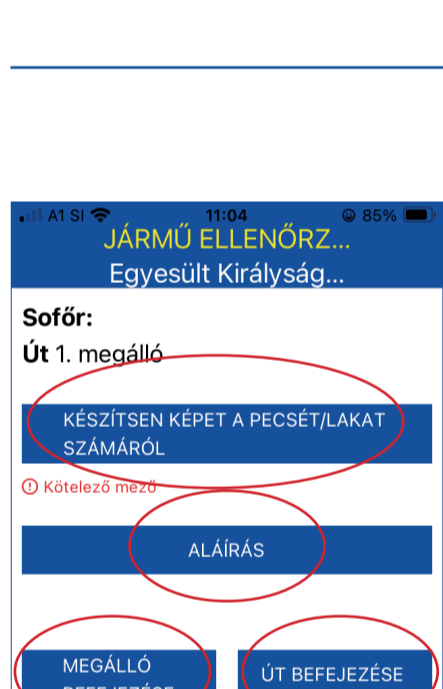 A1 SI 11:04 85%
JÁRMŰ ELLENŐRZ...
Egyesült Királyság...
Sofőr:
Út 1. megálló
KÉSZÍTSEN KÉPET A PECSÉT/LAKAT
SZÁMÁRÓL
Kötelező mező
ALÁÍRÁS
MEGÁLLÓ
BEFEJEZÉSE
ÚT BEFEJEZÉSE